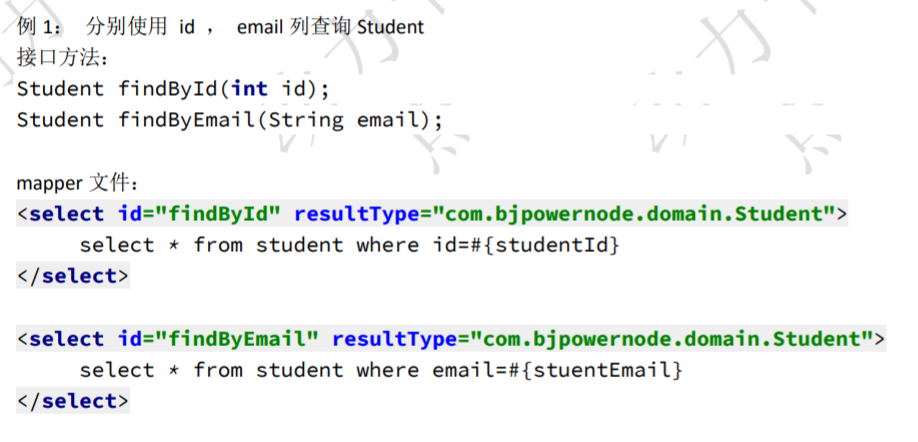 例 1： 分别使用 id ， email 列查询 Student
接口方法：
Student findById(int id);
Student findByEmail(String email);
mapper 文件：
<select id="findById" resultType="com.bjpowernode.domain.Student">
select * from student where id=#{studentId}
</select>
<select id="findByEmail" resultType="com.bjpowernode.domain.Student">
select * from student where email=#{stuentEmail}
</select>